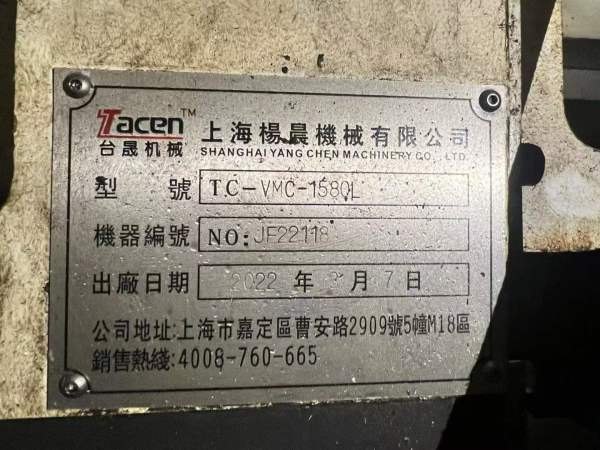 Tacen™
台晟机械
上海楊晨機械有限公司
SHANGHAI YANG CHEN MACHINERY CO., LTD.
型號 TC-VMC-1580L
機器編號 NO: JF22118
出廠日期 2022 年 月 7 日
公司地址:上海市嘉定區曹安路2909號5幢M18區
銷售熱綫:4008-760-665